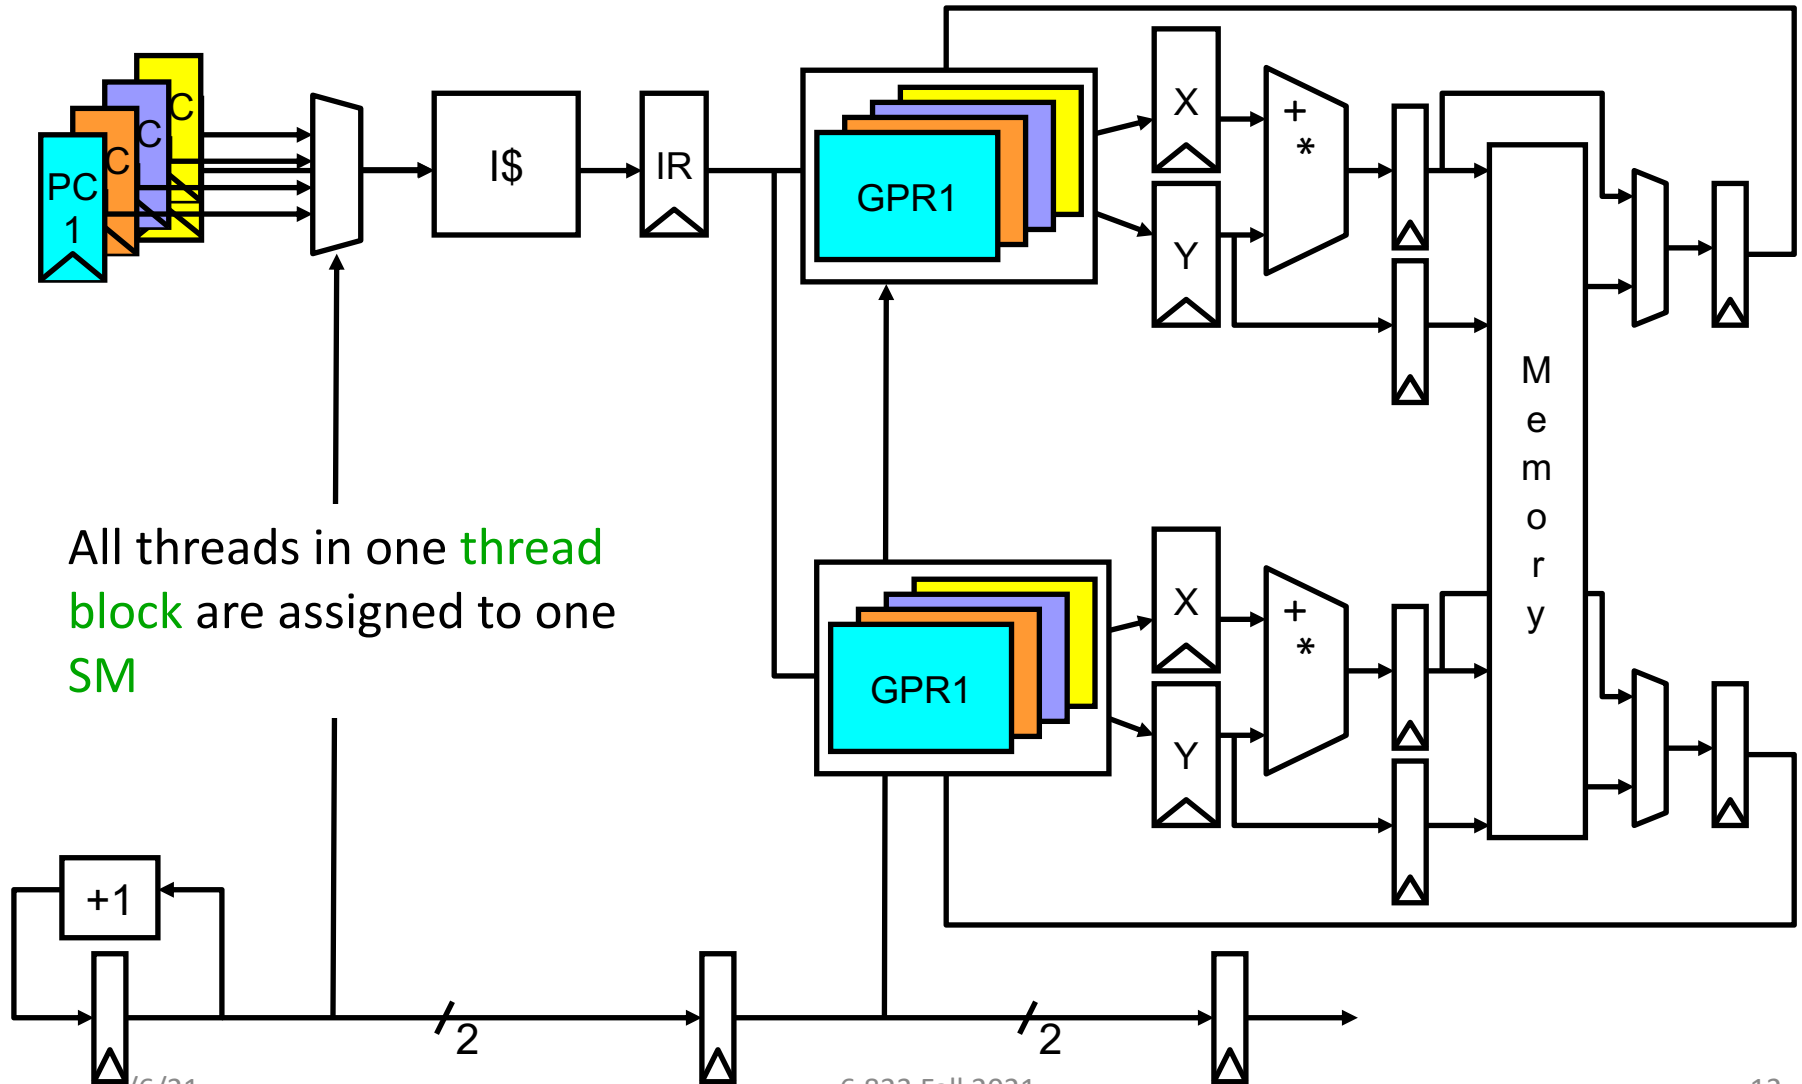 C
C
C
PC
1
I$
IR
GPR1
X
+
*
Y
M
e
m
o
r
y
All threads in one thread
block are assigned to one
SM
GPR1
X
+
*
Y
+1
2
2